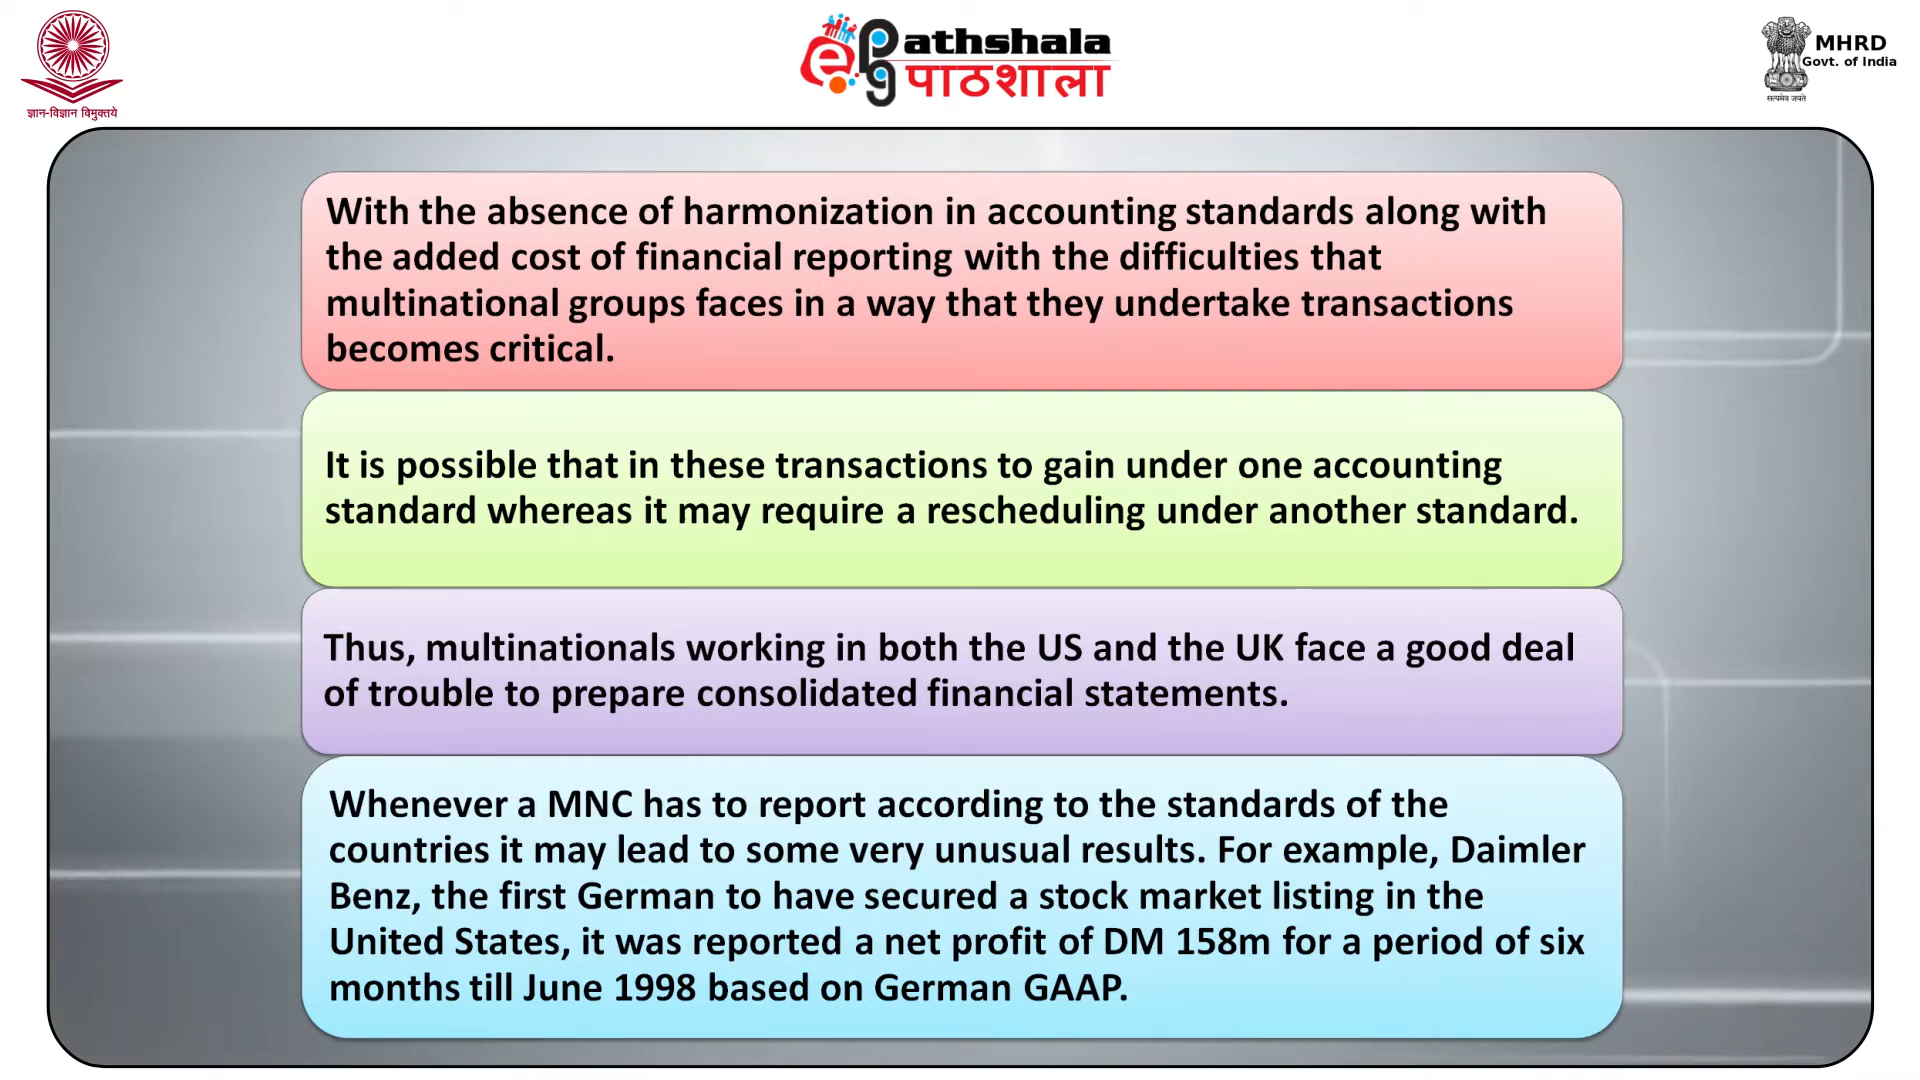 ज्ञान-विज्ञान विमुक्तये
e pg Pathshala
पाठशाला
MHRD
Govt. of India
सत्यमेव जयते
With the absence of harmonization in accounting standards along with
the added cost of financial reporting with the difficulties that
multinational groups faces in a way that they undertake transactions
becomes critical.
It is possible that in these transactions to gain under one accounting
standard whereas it may require a rescheduling under another standard.
Thus, multinationals working in both the US and the UK face a good deal
of trouble to prepare consolidated financial statements.
Whenever a MNC has to report according to the standards of the
countries it may lead to some very unusual results. For example, Daimler
Benz, the first German to have secured a stock market listing in the
United States, it was reported a net profit of DM 158m for a period of six
months till June 1998 based on German GAAP.